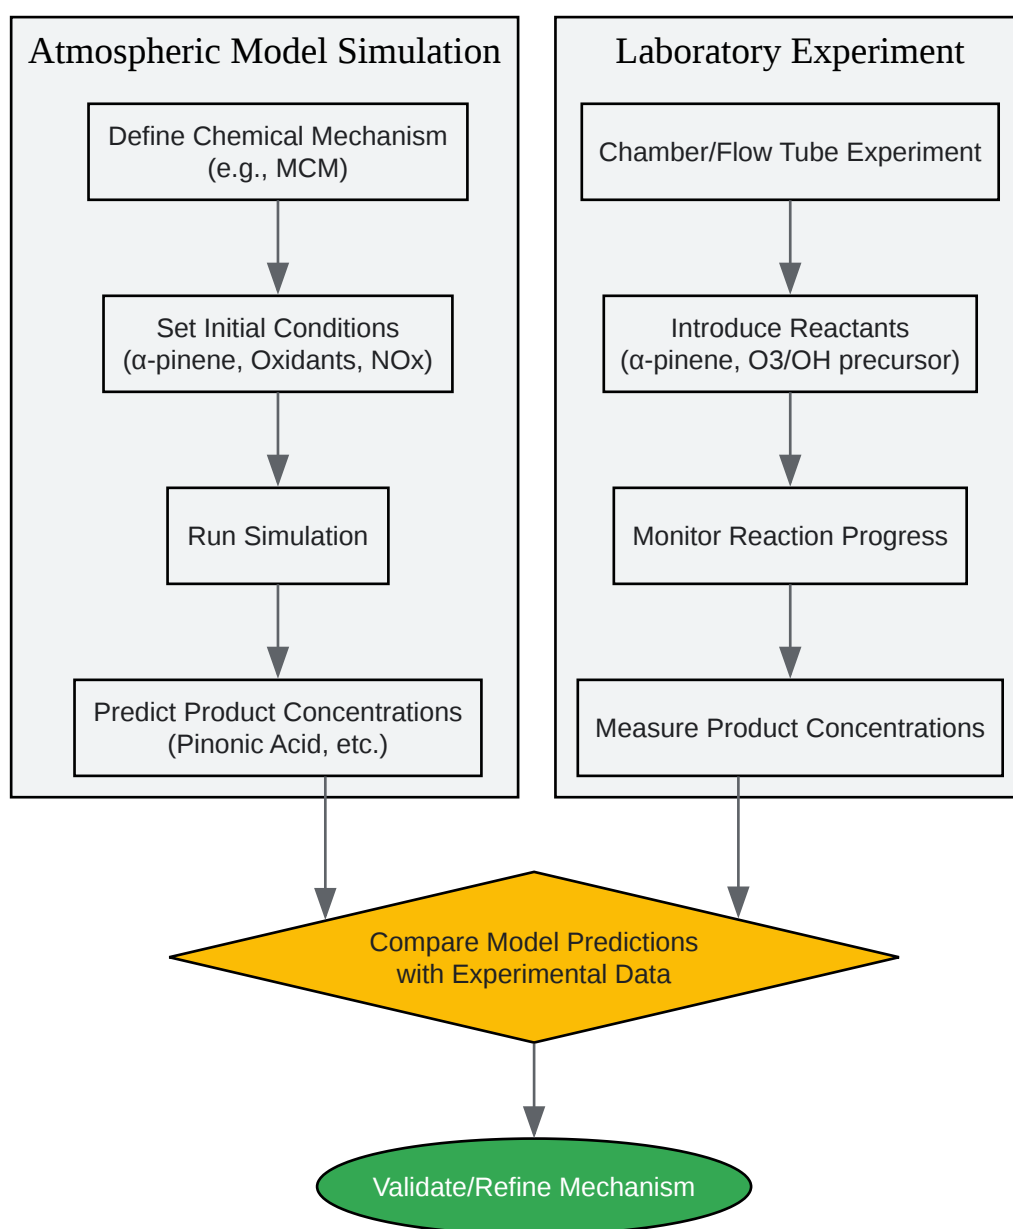 Atmospheric Model Simulation
Define Chemical Mechanism
(e.g., MCM)
Set Initial Conditions
(α-pinene, Oxidants, NOx)
Run Simulation
Predict Product Concentrations
(Pinonic Acid, etc.)
Laboratory Experiment
Chamber/Flow Tube Experiment
Introduce Reactants
(α-pinene, O3/OH precursor)
Monitor Reaction Progress
Measure Product Concentrations
Compare Model Predictions
with Experimental Data
Validate/Refine Mechanism